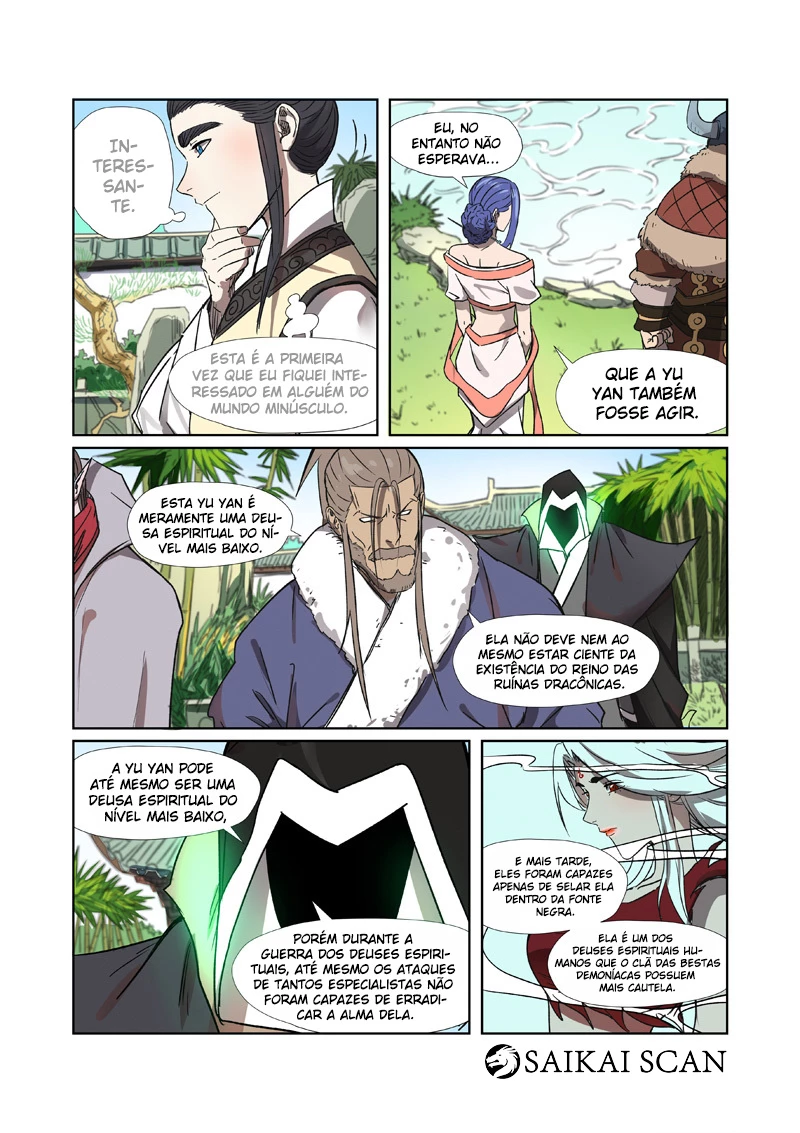 IN-
TERES-
SAN-
TE.
ESTA É A PRIMEIRA
VEZ QUE EU FIQUEI INTE-
RESSADO EM ALGUÉM DO
MUNDO MINÚSCULO.
EU, NO
ENTANTO NÃO
ESPERAVA...
QUE A YU
YAN TAMBÉM
FOSSE AGIR.
ESTA YU YAN É
MERAMENTE UMA DEU-
SA ESPIRITUAL DO NÍ-
VEL MAIS BAIXO.
ELA NÃO DEVE NEM AO
MESMO ESTAR CIENTE DA
EXISTÊNCIA DO REINO DAS
RUÍNAS DRACÔNICAS.
A YU YAN PODE
ATÉ MESMO SER UMA
DEUSA ESPIRITUAL DO
NÍVEL MAIS BAIXO,
PORÉM DURANTE A
GUERRA DOS DEUSES ESPIRI-
TUAIS, ATÉ MESMO OS ATAQUES
DE TANTOS ESPECIALISTAS NÃO
FORAM CAPAZES DE ERRADI-
CAR A ALMA DELA.
E MAIS TARDE,
ELES FORAM CAPAZES
APENAS DE SELAR ELA
DENTRO DA FONTE
NEGRA.
ELA É UM DOS
DEUSES ESPIRITUAIS HU-
MANOS QUE O CLÃ DAS BESTAS
DEMONÍACAS POSSUEM
MAIS CAUTELA.
SAIKAI SCAN